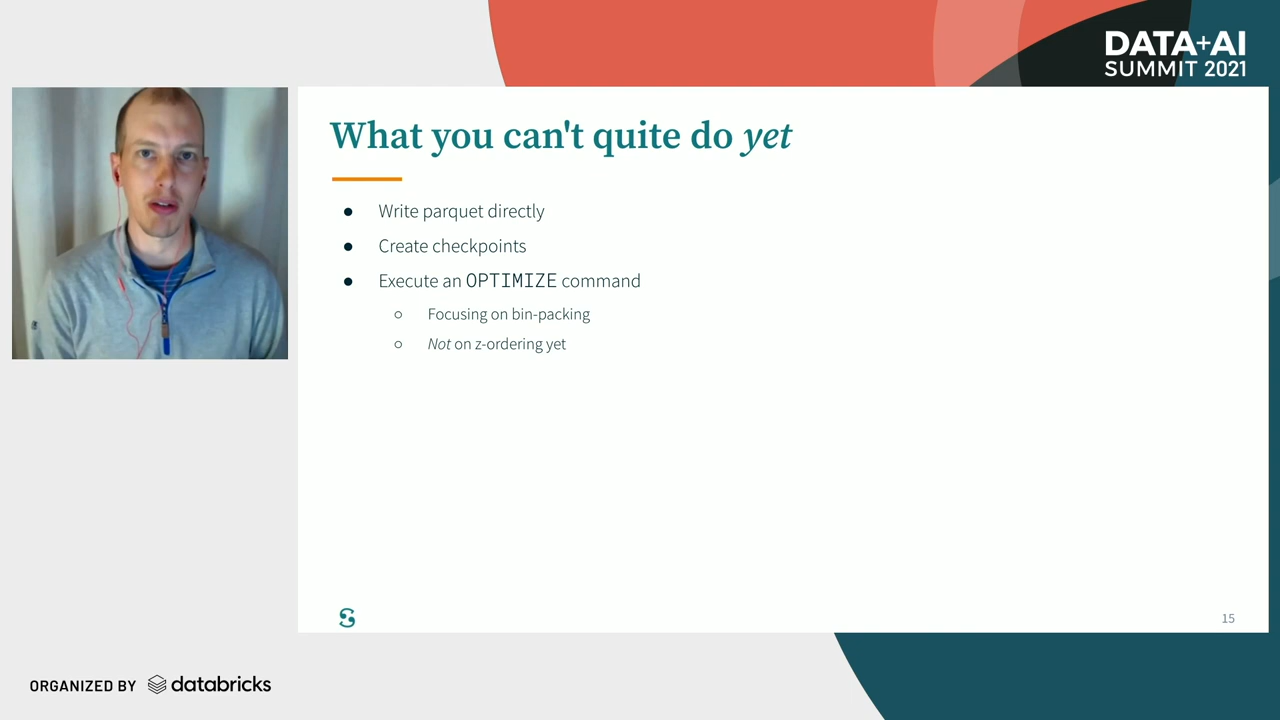 DATA+AI
SUMMIT 2021
What you can't quite do yet
● Write parquet directly
● Create checkpoints
● Execute an OPTIMIZE command
○ Focusing on bin-packing
○ Not on z-ordering yet
15
ORGANIZED BY databricks